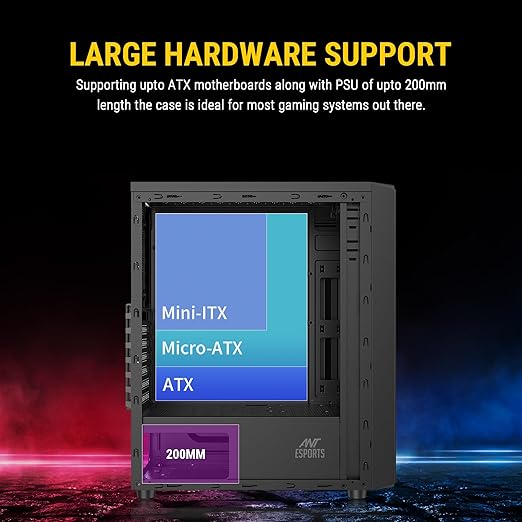 LARGE HARDWARE SUPPORT
Supporting upto ATX motherboards along with PSU of upto 200mm
length the case is ideal for most gaming systems out there.
Mini-ITX
Micro-ATX
ATX
200MM
ANT
ESPORTS